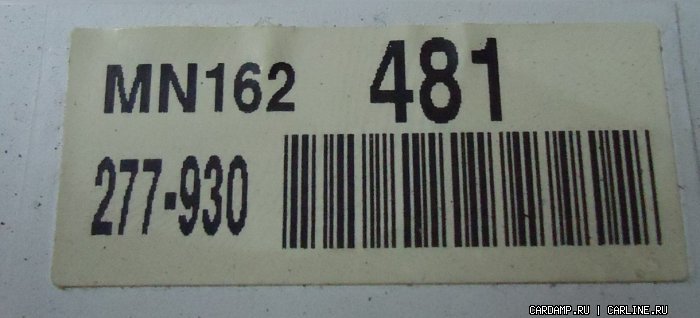 MN162 481
277-930
CARDAMP.RU | CARLINE.RU